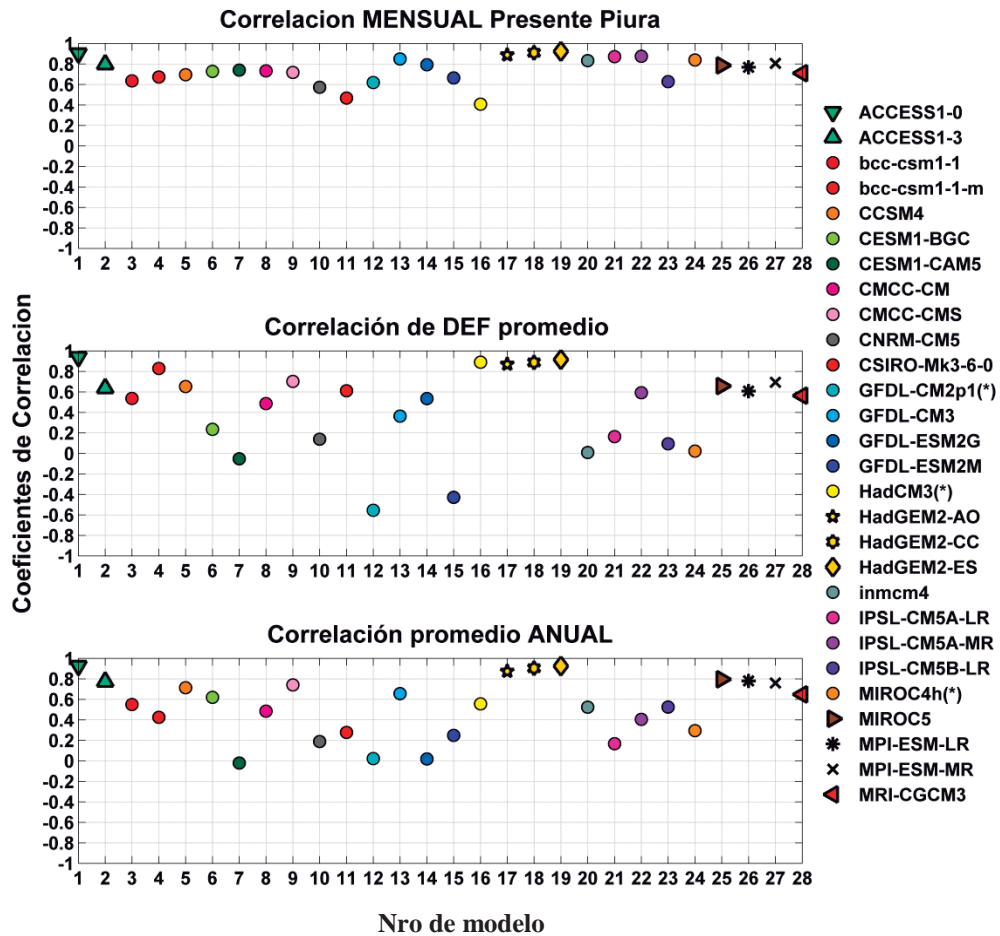 Correlacion MENSUAL Presente Piura
1
0.8
0.6
0.4
0.2
0
-0.2
-0.4
-0.6
-0.8
-1
1 2 3 4 5 6 7 8 9 10 11 12 13 14 15 16 17 18 19 20 21 22 23 24 25 26 27 28
Correlación de DEF promedio
1
0.8
0.6
0.4
0.2
0
-0.2
-0.4
-0.6
-0.8
-1
1 2 3 4 5 6 7 8 9 10 11 12 13 14 15 16 17 18 19 20 21 22 23 24 25 26 27 28
Correlación promedio ANUAL
1
0.8
0.6
0.4
0.2
0
-0.2
-0.4
-0.6
-0.8
-1
1 2 3 4 5 6 7 8 9 10 11 12 13 14 15 16 17 18 19 20 21 22 23 24 25 26 27 28
Coeficientes de Correlacion
Nro de modelo
ACCESS1-0
ACCESS1-3
bcc-csm1-1
bcc-csm1-1-m
CCSM4
CESM1-BGC
CESM1-CAM5
CMCC-CM
CMCC-CMS
CNRM-CM5
CSIRO-Mk3-6-0
GFDL-CM2p1(*)
GFDL-CM3
GFDL-ESM2G
GFDL-ESM2M
HadCM3(*)
HadGEM2-AO
HadGEM2-CC
HadGEM2-ES
inmcm4
IPSL-CM5A-LR
IPSL-CM5A-MR
IPSL-CM5B-LR
MIROC4h(*)
MIROC5
MPI-ESM-LR
MPI-ESM-MR
MRI-CGCM3